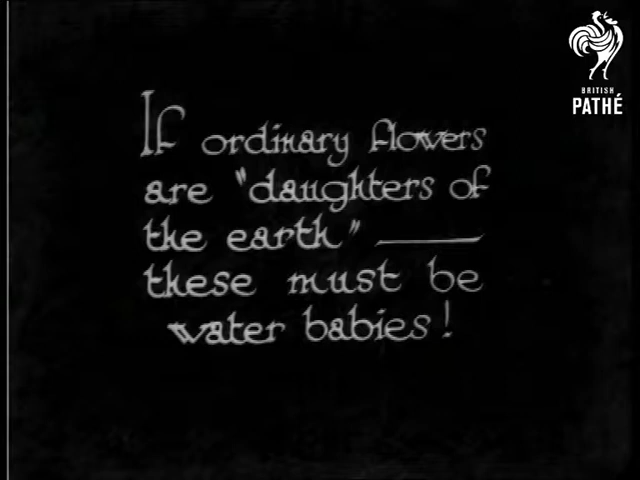 BRITISH
PATHÉ
If ordinary flowers
are "daughters of
the earth" —
these must be
water babies!